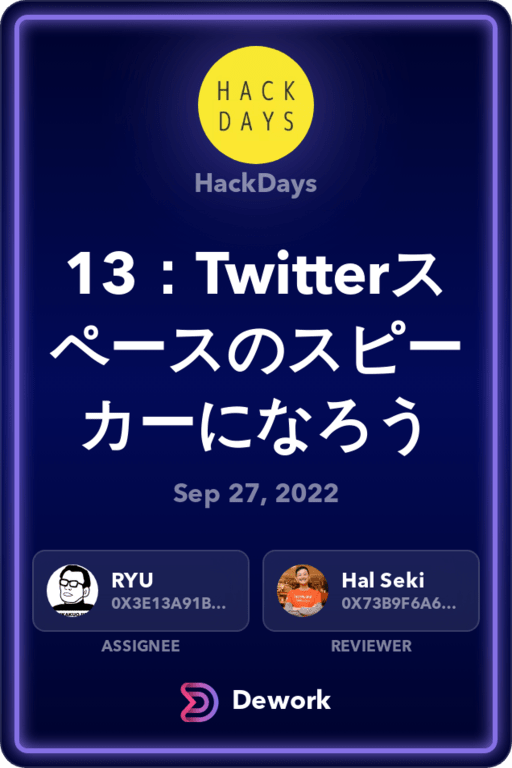 HACK
DAYS
HackDays
13：Twitterス
ペースのスピー
カーになろう
Sep 27, 2022
RYU
0X3E13A91B...
Hal Seki
0X73B9F6A6...
ASSIGNEE
REVIEWER
Dework